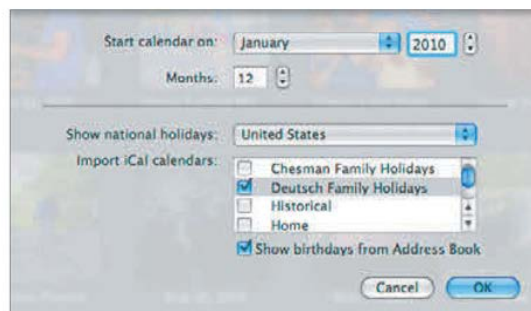 Start calendar on: January 2010
Months: 12
Show national holidays: United States
Import iCal calendars:
Chesman Family Holidays
Deutsch Family Holidays
Historical
Home
Show birthdays from Address Book
Cancel OK